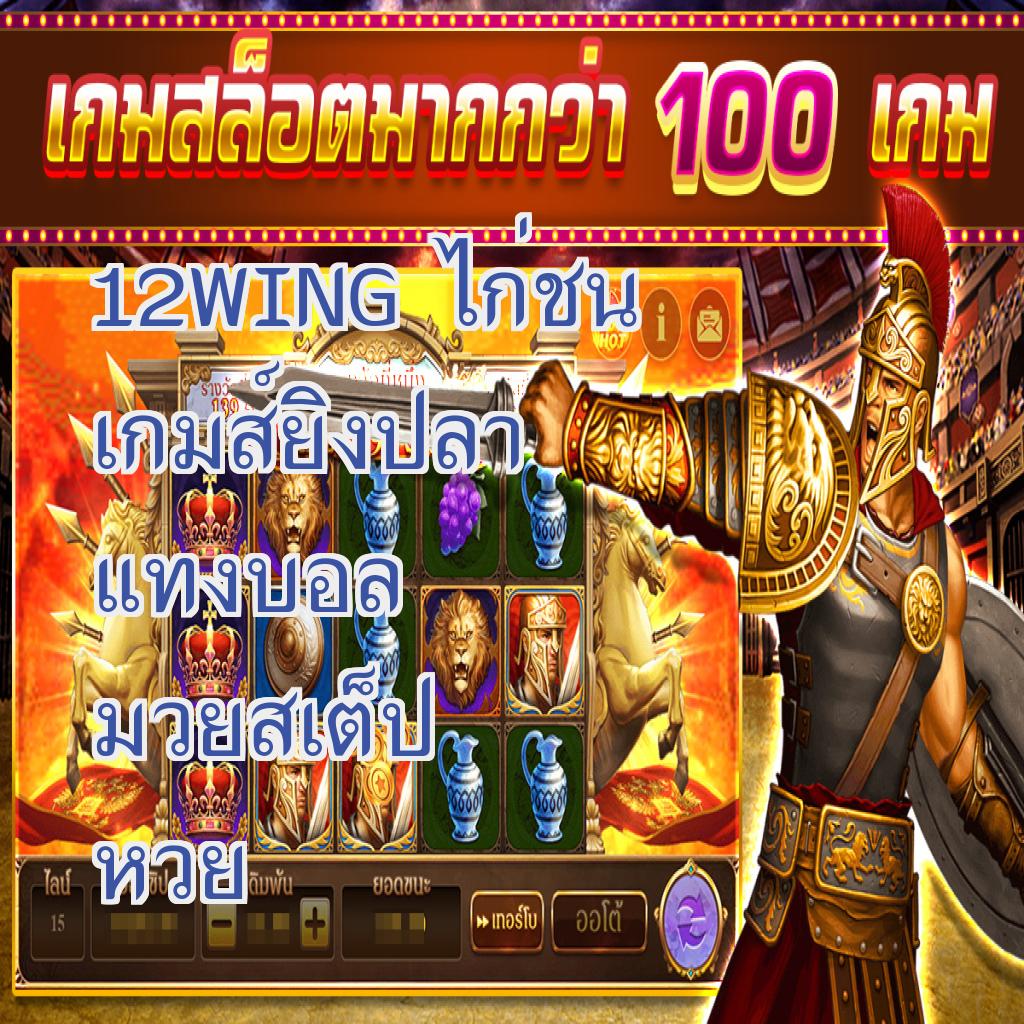 เกมสล็อตมากกว่า 100 เกม
12WING ไก่ชน
HOT i
เกมส์ยิงปลา
แทงบอล
มวยสเต็ป
หวย
ไลน์ ยอดชนะ
15
เทอร์โบ ออโต้